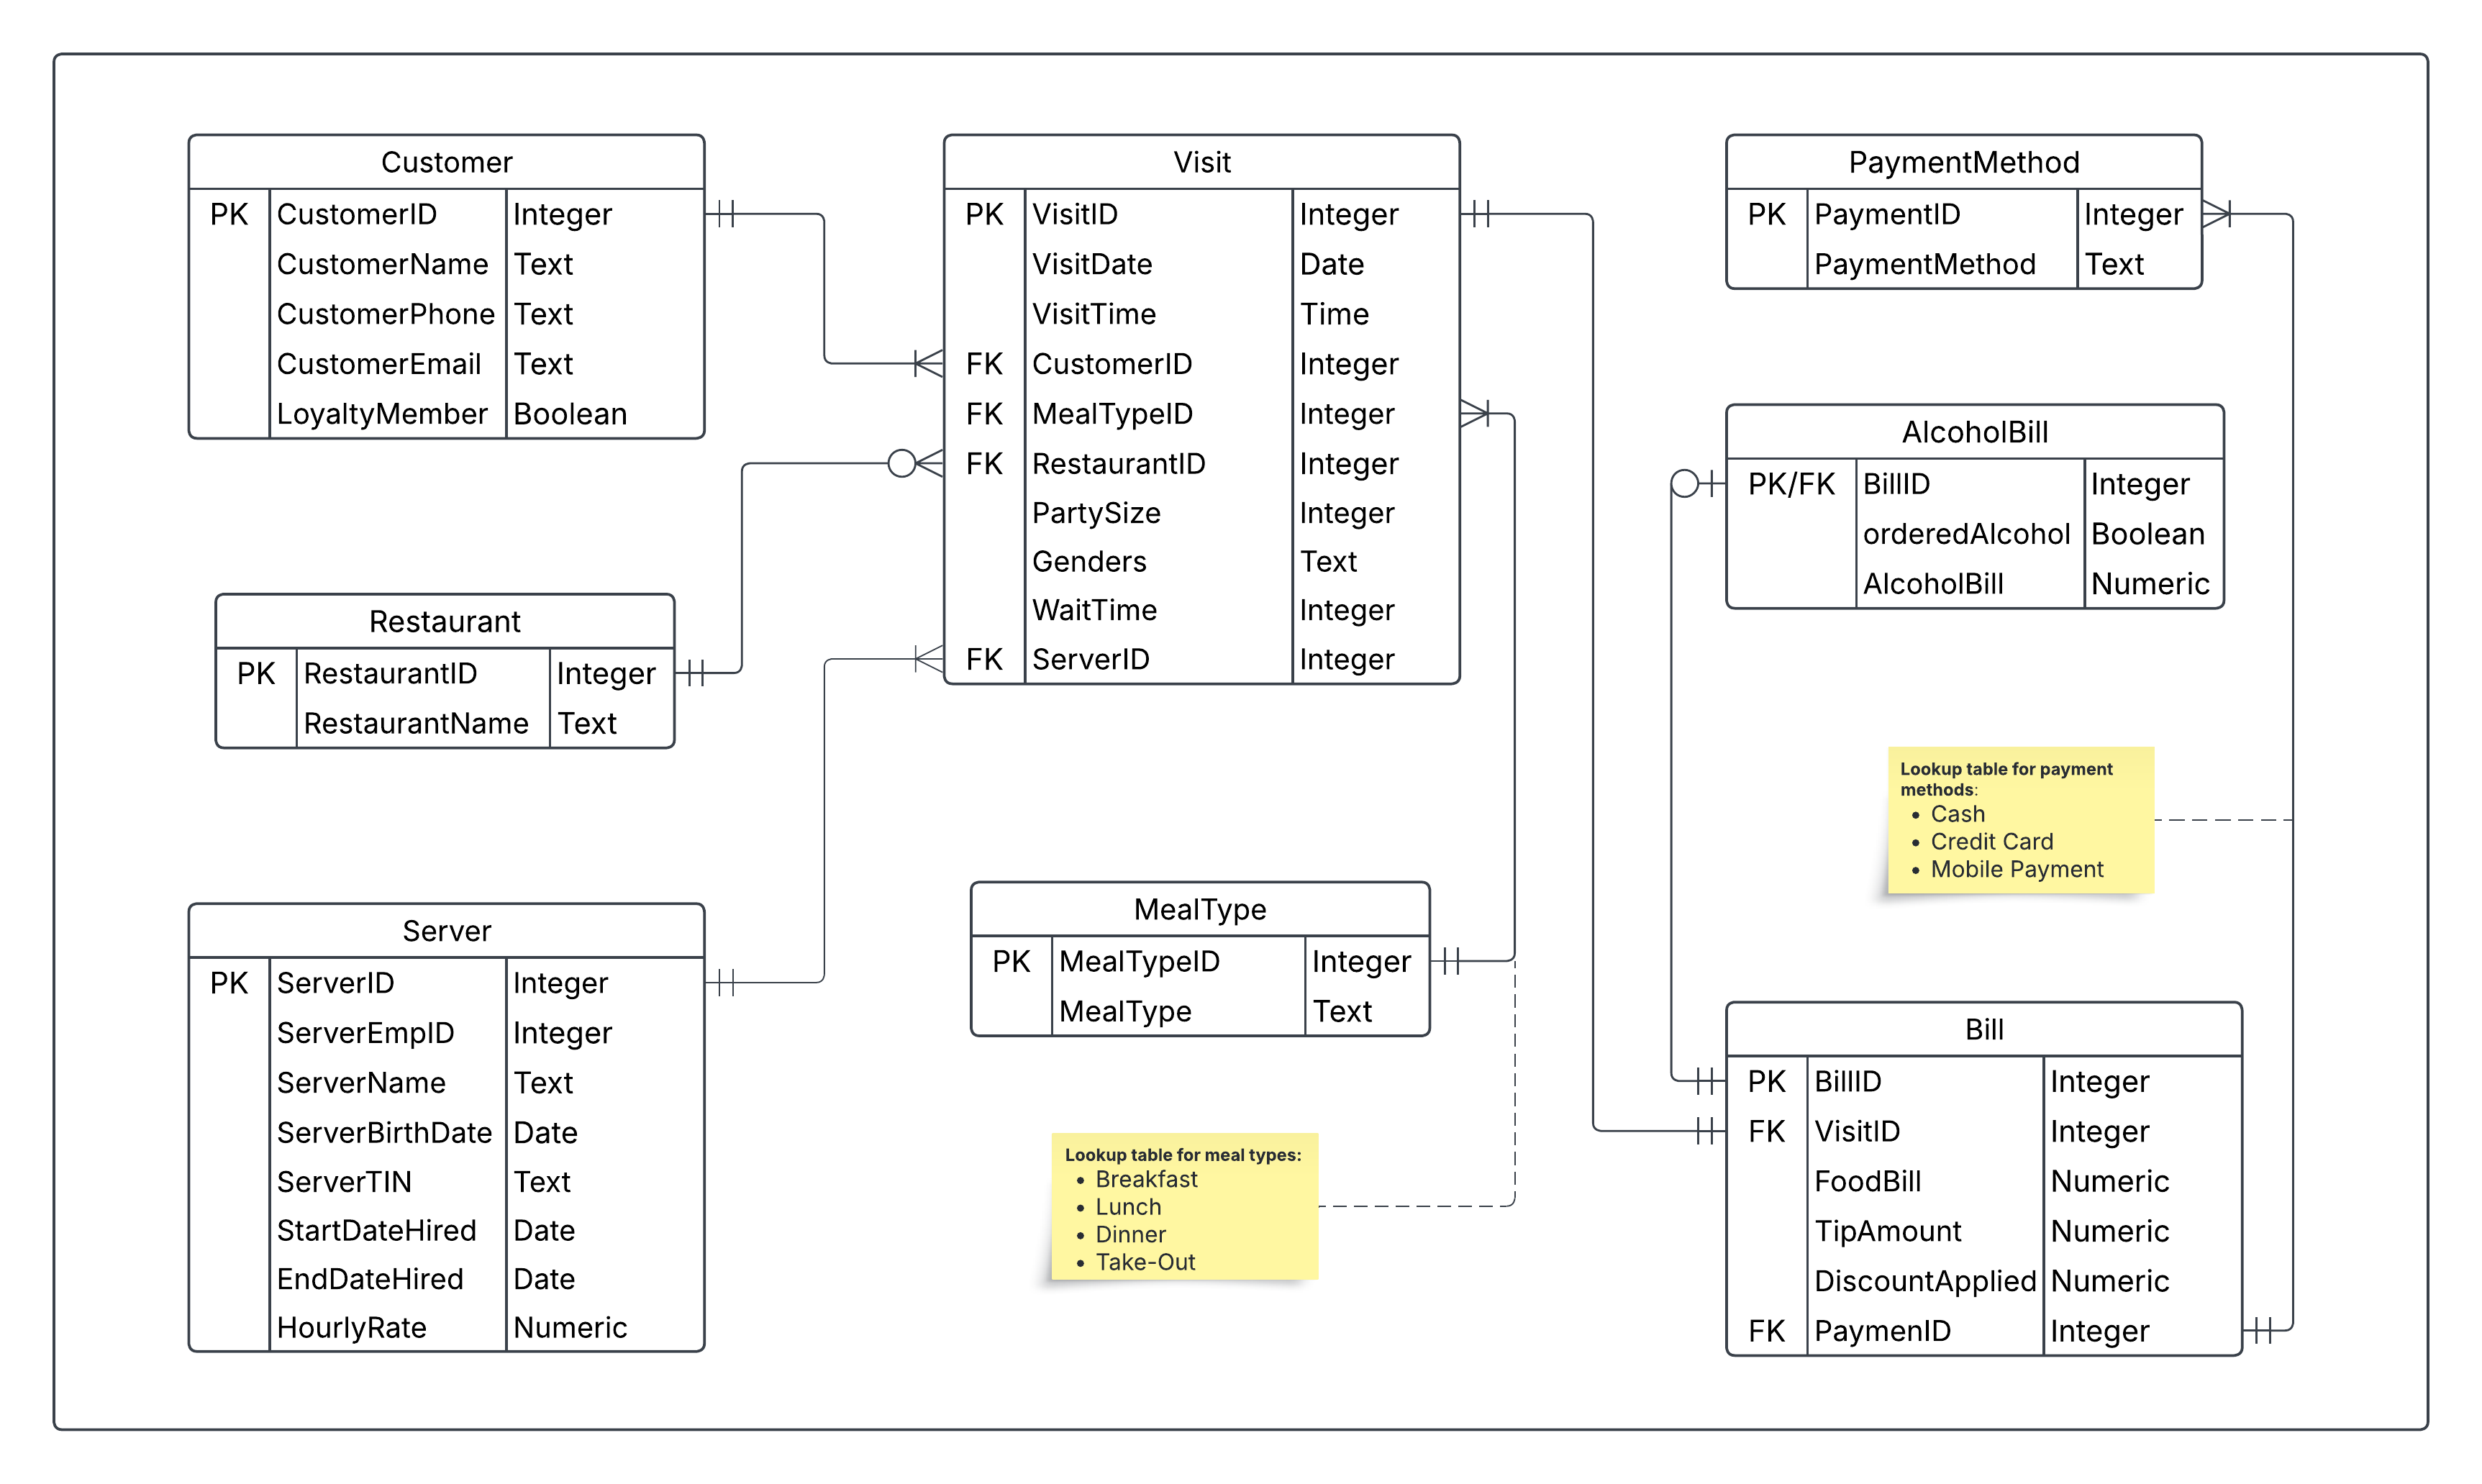 Customer
PK CustomerID Integer
CustomerName Text
CustomerPhone Text
CustomerEmail Text
LoyaltyMember Boolean
Restaurant
PK RestaurantID Integer
RestaurantName Text
Server
PK ServerID Integer
ServerEmpID Integer
ServerName Text
ServerBirthDate Date
ServerTIN Text
StartDateHired Date
EndDateHired Date
HourlyRate Numeric
Visit
PK VisitID Integer
VisitDate Date
VisitTime Time
FK CustomerID Integer
FK MealTypeID Integer
FK RestaurantID Integer
PartySize Integer
Genders Text
WaitTime Integer
FK ServerID Integer
MealType
PK MealTypeID Integer
MealType Text
Lookup table for meal types:
• Breakfast
• Lunch
• Dinner
• Take-Out
PaymentMethod
PK PaymentID Integer
PaymentMethod Text
AlcoholBill
PK/FK BillID Integer
orderedAlcohol Boolean
AlcoholBill Numeric
Lookup table for payment
methods:
• Cash
• Credit Card
• Mobile Payment
Bill
PK BillID Integer
FK VisitID Integer
FoodBill Numeric
TipAmount Numeric
DiscountApplied Numeric
FK PaymenID Integer